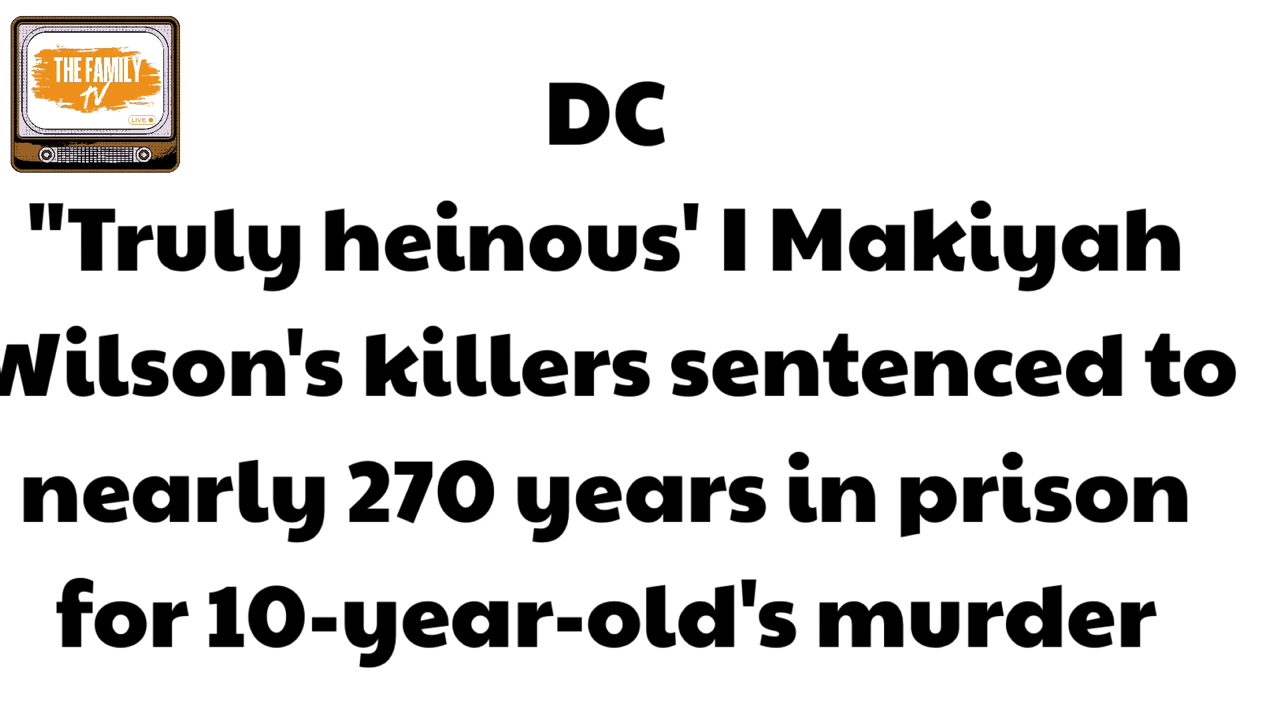 THE FAMILY
TV
LIVE
DC
"Truly heinous' I Makiyah
Wilson's killers sentenced to
nearly 270 years in prison
for 10-year-old's murder